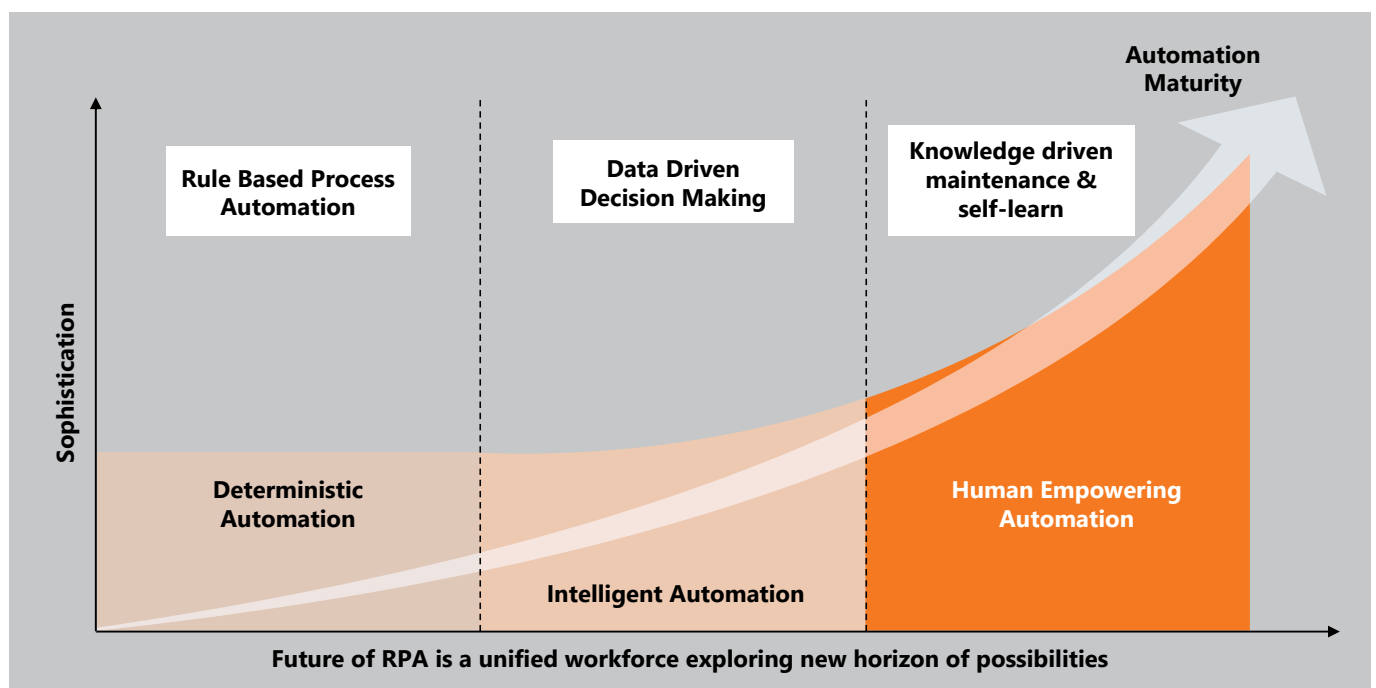 Automation
Maturity
Rule Based Process
Automation
Data Driven
Decision Making
Knowledge driven
maintenance &
self-learn
Sophistication
Deterministic
Automation
Intelligent Automation
Human Empowering
Automation
Future of RPA is a unified workforce exploring new horizon of possibilities